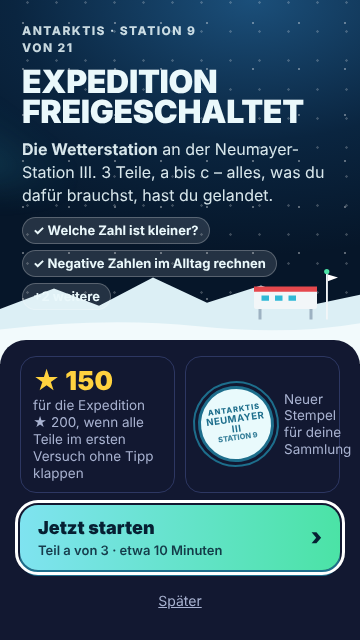 ANTARKTIS · STATION 9
VON 21
EXPEDITION
FREIGESCHALTET
Die Wetterstation an der Neumayer-
Station III. 3 Teile, a bis c – alles, was du
dafür brauchst, hast du gelandet.
✓ Welche Zahl ist kleiner?
✓ Negative Zahlen im Alltag rechnen
+2 weitere
★ 150
für die Expedition
★ 200, wenn alle
Teile im ersten
Versuch ohne Tipp
klappen
ANTARKTIS
NEUMAYER
III
STATION 9
Neuer
Stempel
für deine
Sammlung
Jetzt starten
Teil a von 3 · etwa 10 Minuten
›
Später